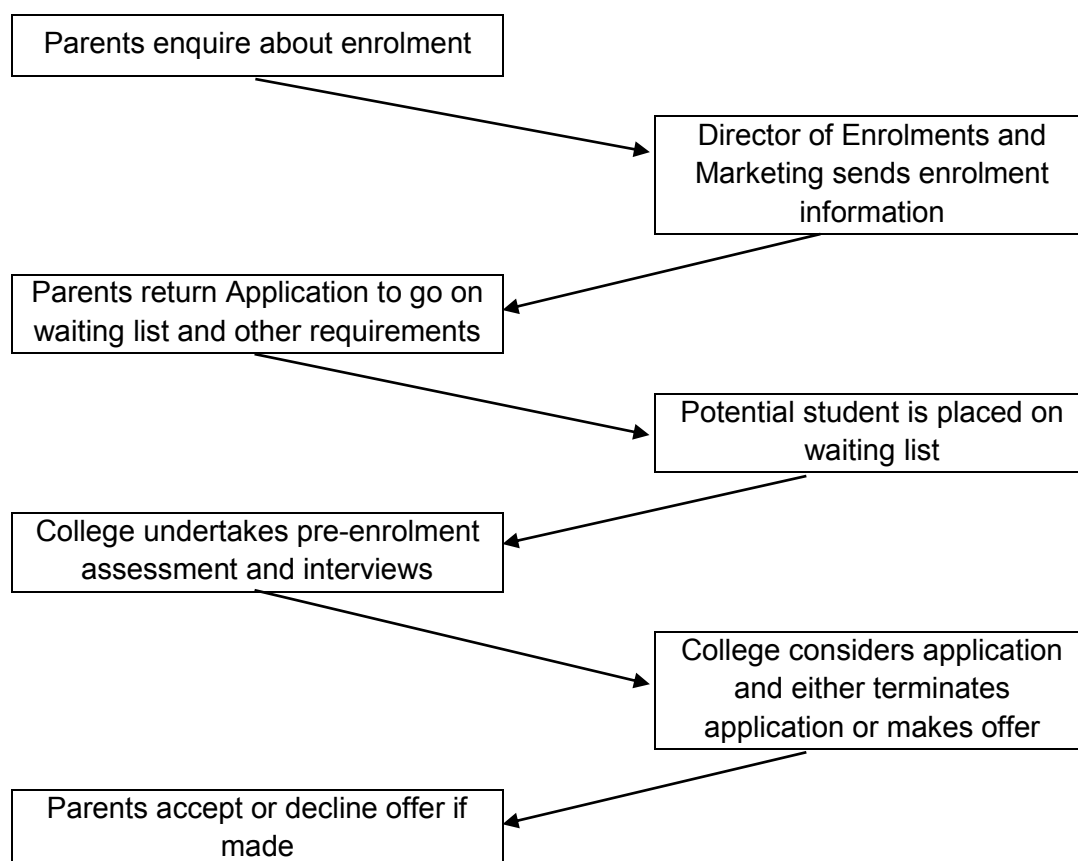 Parents enquire about enrolment
Director of Enrolments and
Marketing sends enrolment
information
Parents return Application to go on
waiting list and other requirements
Potential student is placed on
waiting list
College undertakes pre-enrolment
assessment and interviews
College considers application
and either terminates
application or makes offer
Parents accept or decline offer if
made